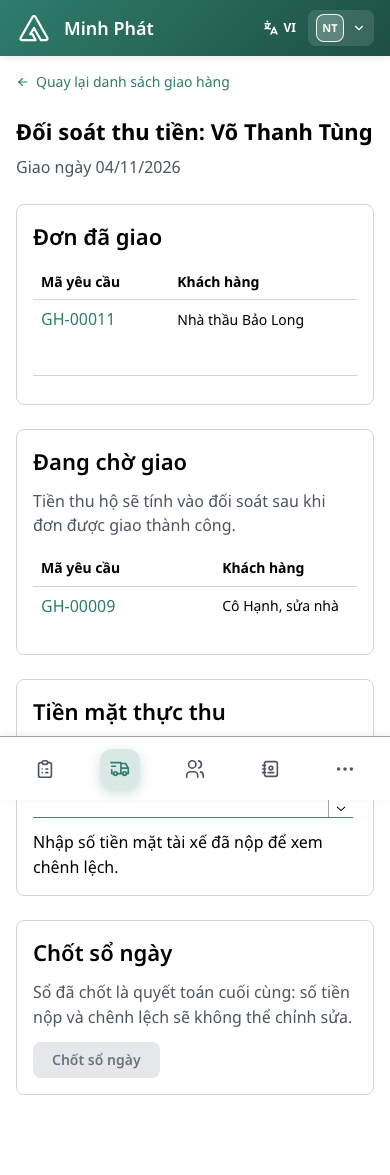 Minh Phát
VI
NT
Quay lại danh sách giao hàng
Đối soát thu tiền: Võ Thanh Tùng
Giao ngày 04/11/2026
Đơn đã giao
Mã yêu cầu Khách hàng
GH-00011 Nhà thầu Bảo Long
Đang chờ giao
Tiền thu hộ sẽ tính vào đối soát sau khi
đơn được giao thành công.
Mã yêu cầu Khách hàng
GH-00009 Cô Hạnh, sửa nhà
Tiền mặt thực thu
Nhập số tiền mặt tài xế đã nộp để xem
chênh lệch.
Chốt sổ ngày
Sổ đã chốt là quyết toán cuối cùng: số tiền
nộp và chênh lệch sẽ không thể chỉnh sửa.
Chốt sổ ngày